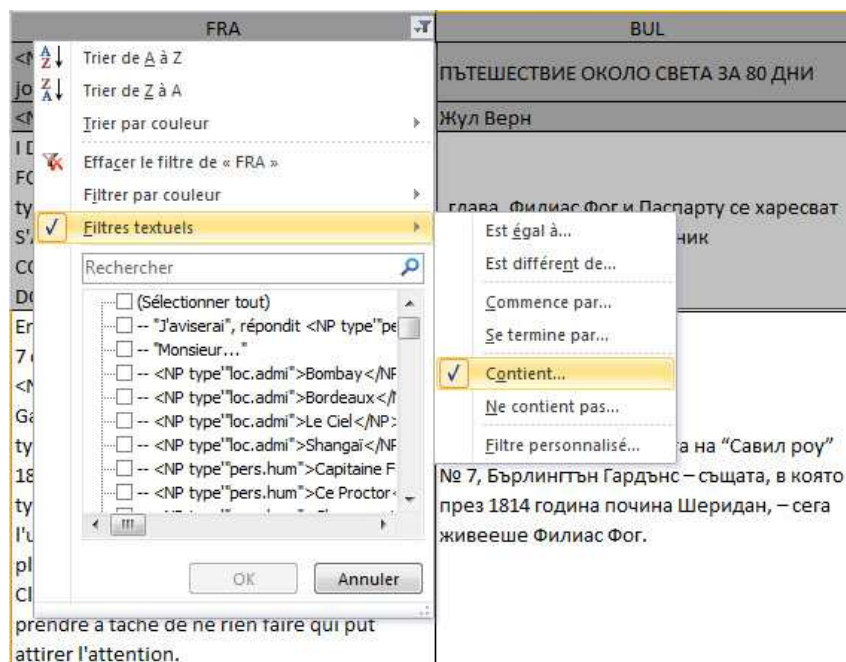 FRA
BUL
Trier de A à Z
Trier de Z à A
Trier par couleur
Effacer le filtre de « FRA »
Filtrer par couleur
Filtres textuels
Rechercher
(Sélectionner tout)
-- "J'aviserai", répondit <NP type'"pe
-- "Monsieur..."
-- <NP type'"loc.admi">Bombay</NP
-- <NP type'"loc.admi">Bordeaux</
-- <NP type'"loc.admi">Le Ciel</NP>
-- <NP type'"loc.admi">Shangaï</NP
-- <NP type'"pers.hum">Capitaine F
-- <NP type'"pers.hum">Ce Proctor<
OK
Annuler
Est égal à...
Est différent de...
Commence par...
Se termine par...
Contient...
Ne contient pas...
Filtre personnalisé...
ПЪТЕШЕСТВИЕ ОКОЛО СВЕТА ЗА 80 ДНИ
Жул Верн
глава. Филиас Фог и Паспарту се харесват
ник
а на “Савил роу”
№ 7, Бърлингтън Гардънс – същата, в която
през 1814 година почина Шеридан, – сега
живееше Филиас Фог.
prendre à tâche de ne rien faire qui pût
attirer l'attention.